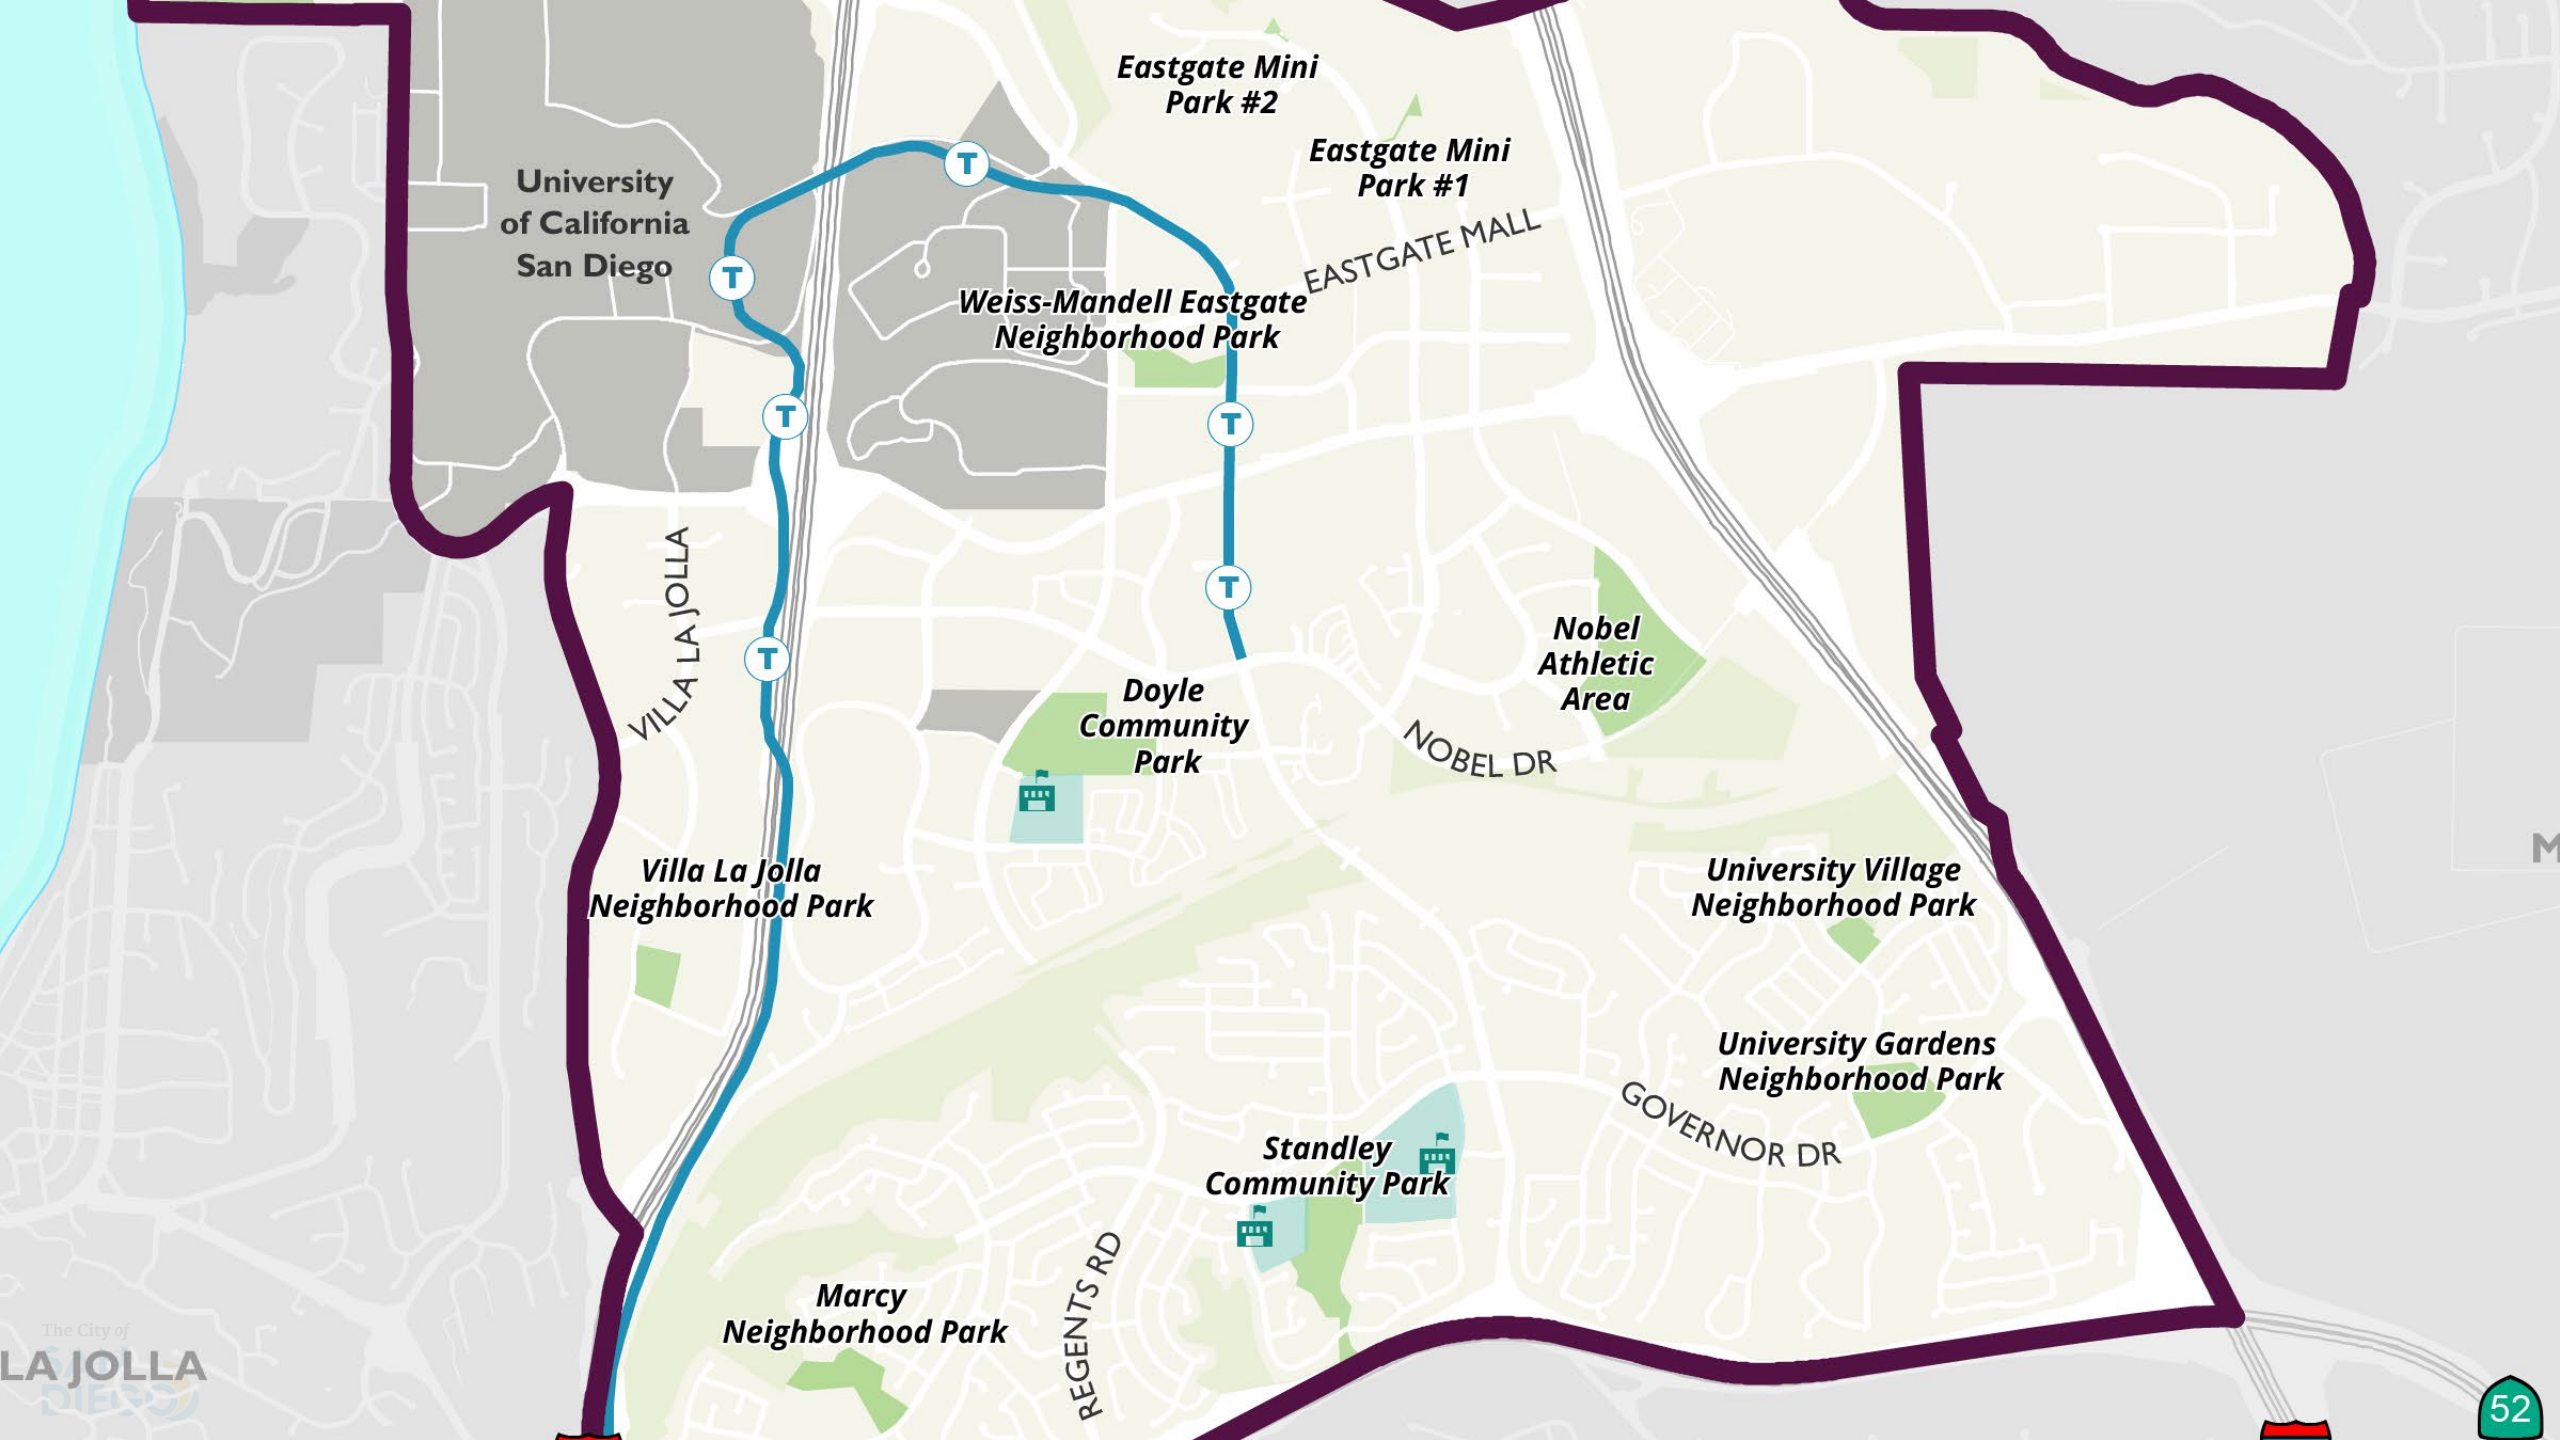 Eastgate Mini
Park #2
Eastgate Mini
Park #1
University
of California
San Diego
T
T
EASTGATE MALL
Weiss-Mandell Eastgate
Neighborhood Park
T
T
VILLA LA JOLLA
T
T
Nobel
Athletic
Area
Doyle
Community
Park
NOBEL DR
Villa La Jolla
Neighborhood Park
University Village
Neighborhood Park
M
University Gardens
Neighborhood Park
GOVERNOR DR
Standley
Community Park
REGENTS RD
Marcy
Neighborhood Park
The City of
SAN
DIEGO
LA JOLLA
52